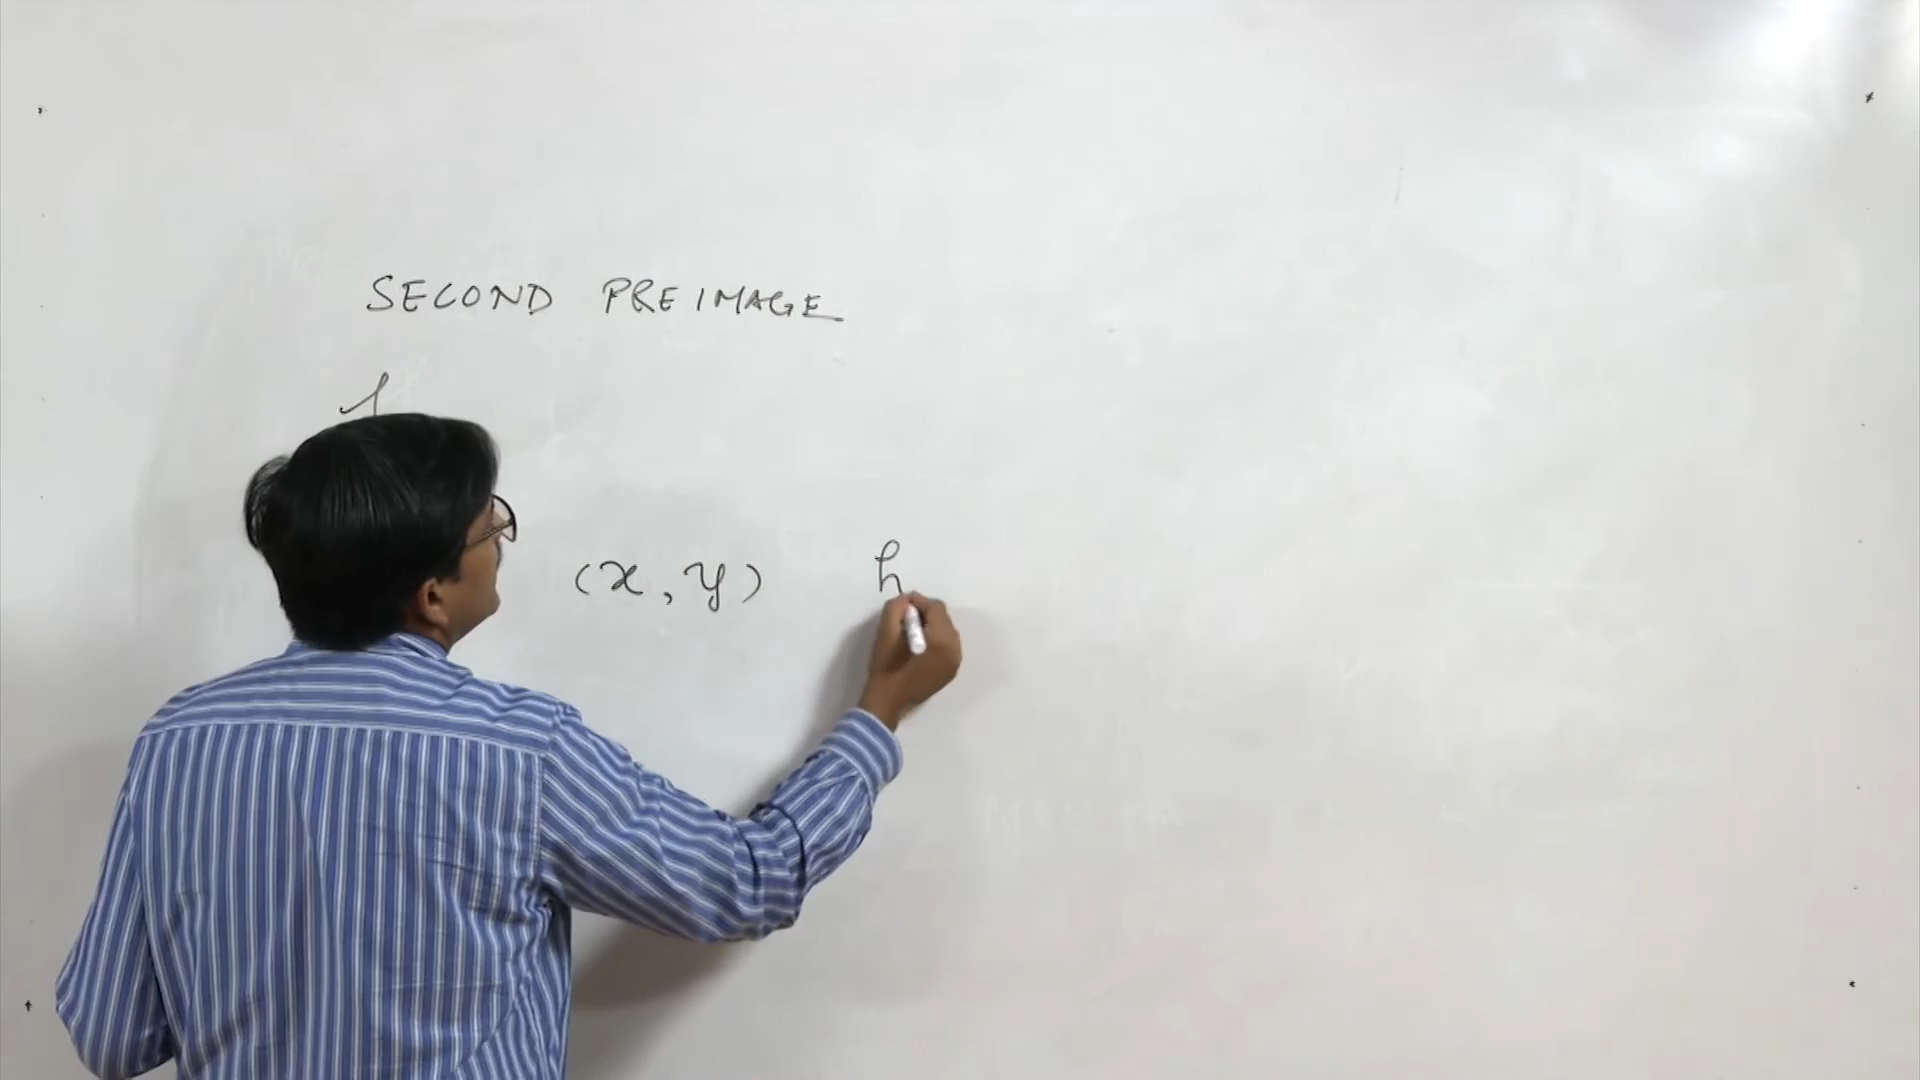 SECOND PREIMAGE
(x, y) h